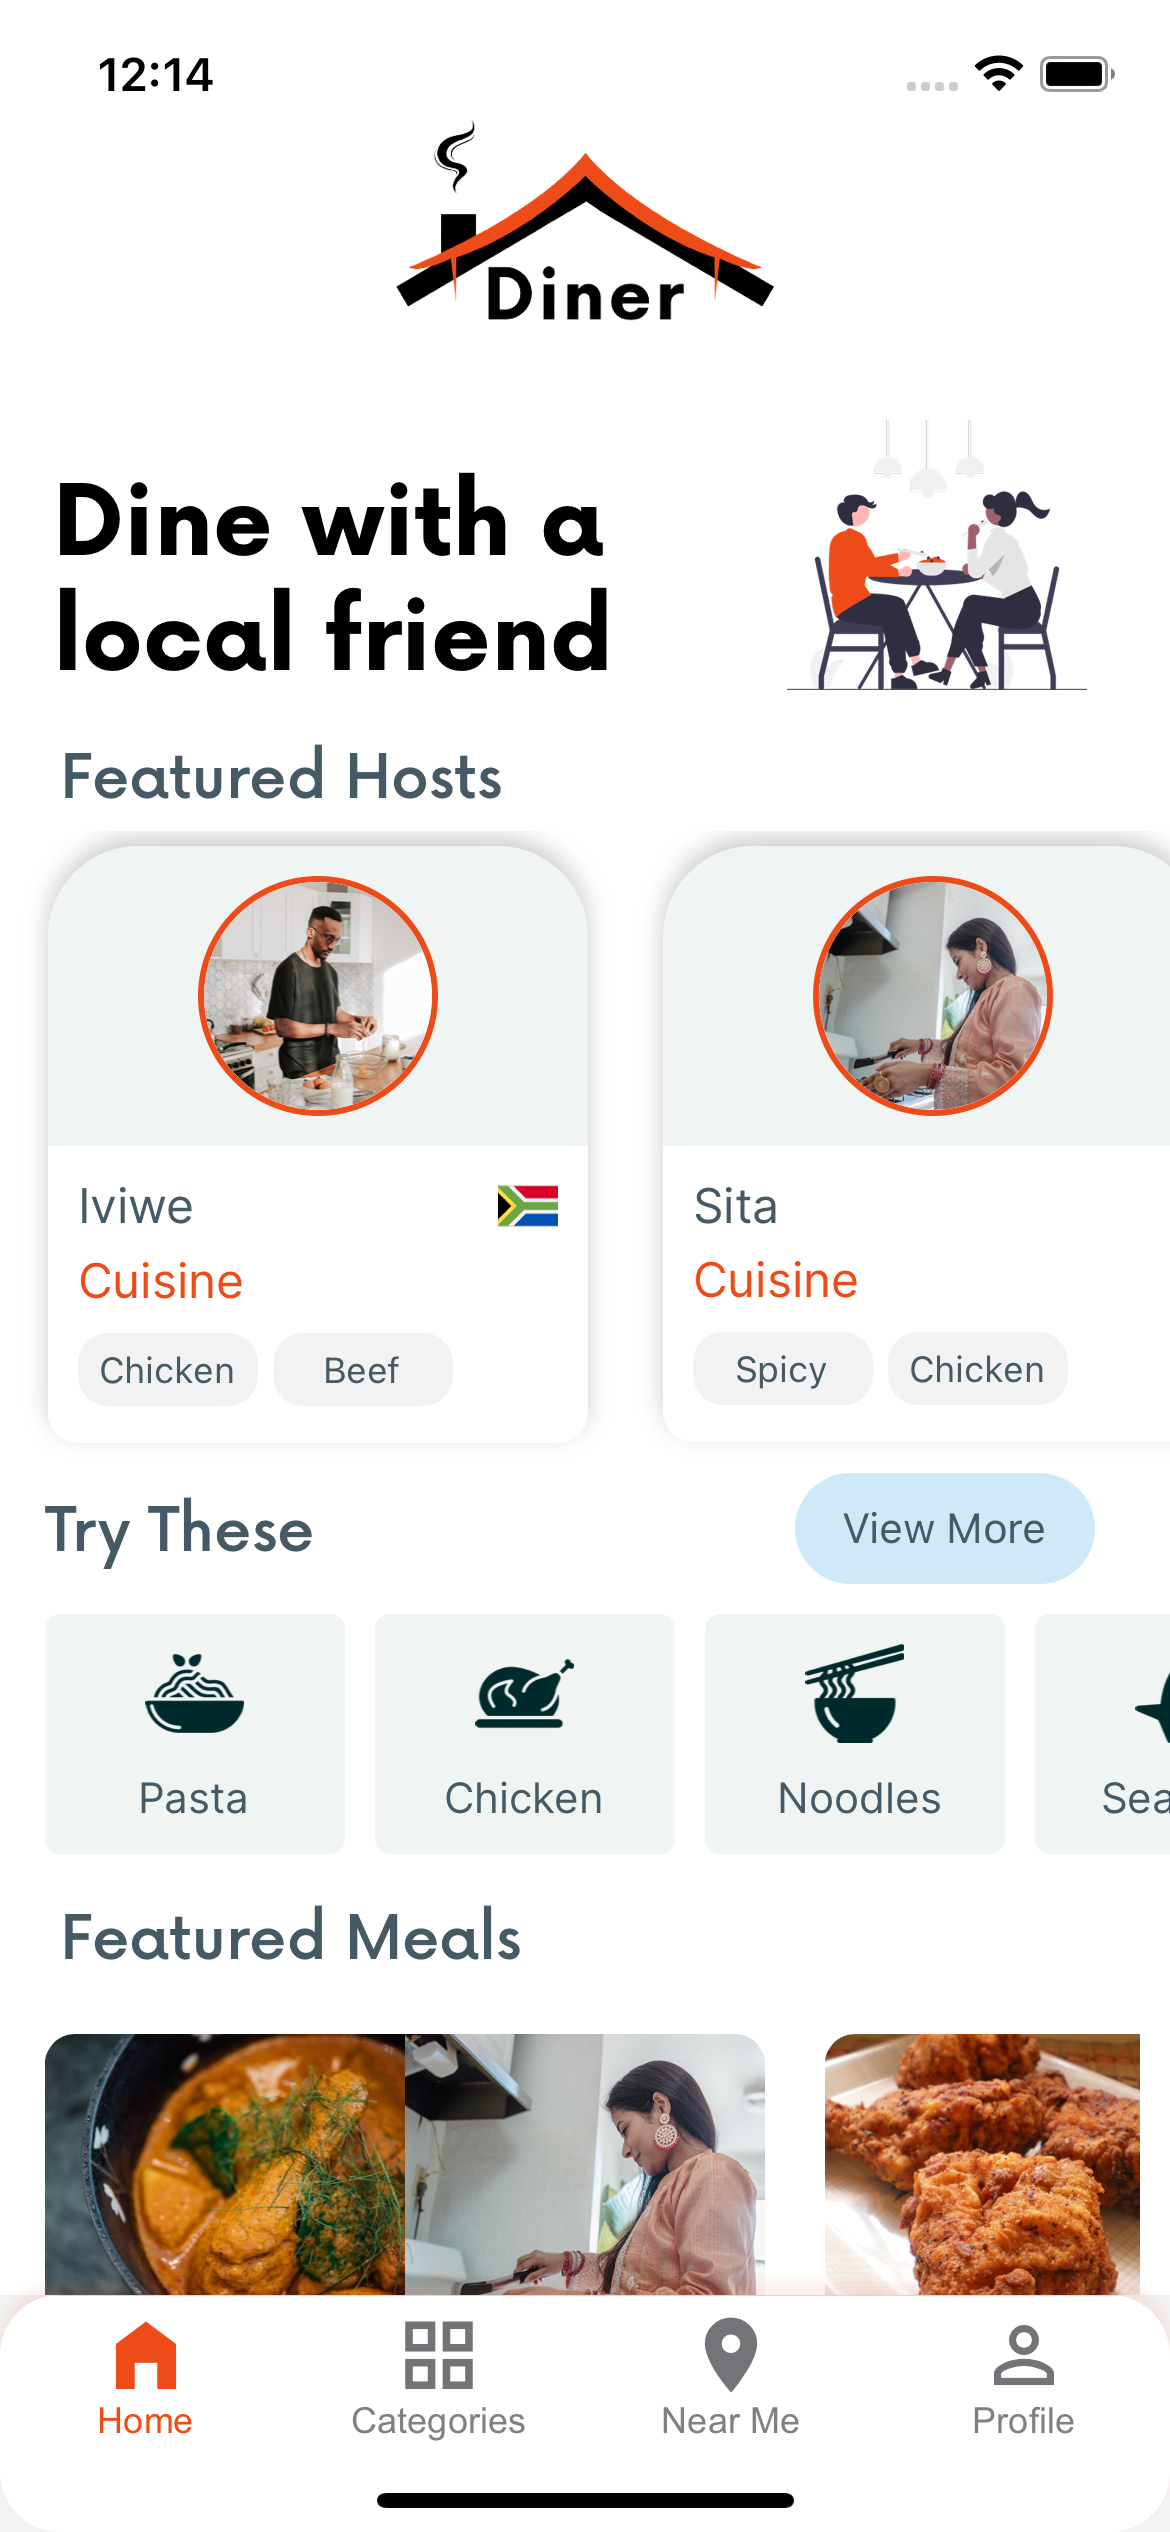 12:14
Diner
Dine with a
local friend
Featured Hosts
Iviwe
Cuisine
Chicken
Beef
Sita
Cuisine
Spicy
Chicken
Try These
View More
Pasta
Chicken
Noodles
Sea
Featured Meals
Home
Categories
Near Me
Profile